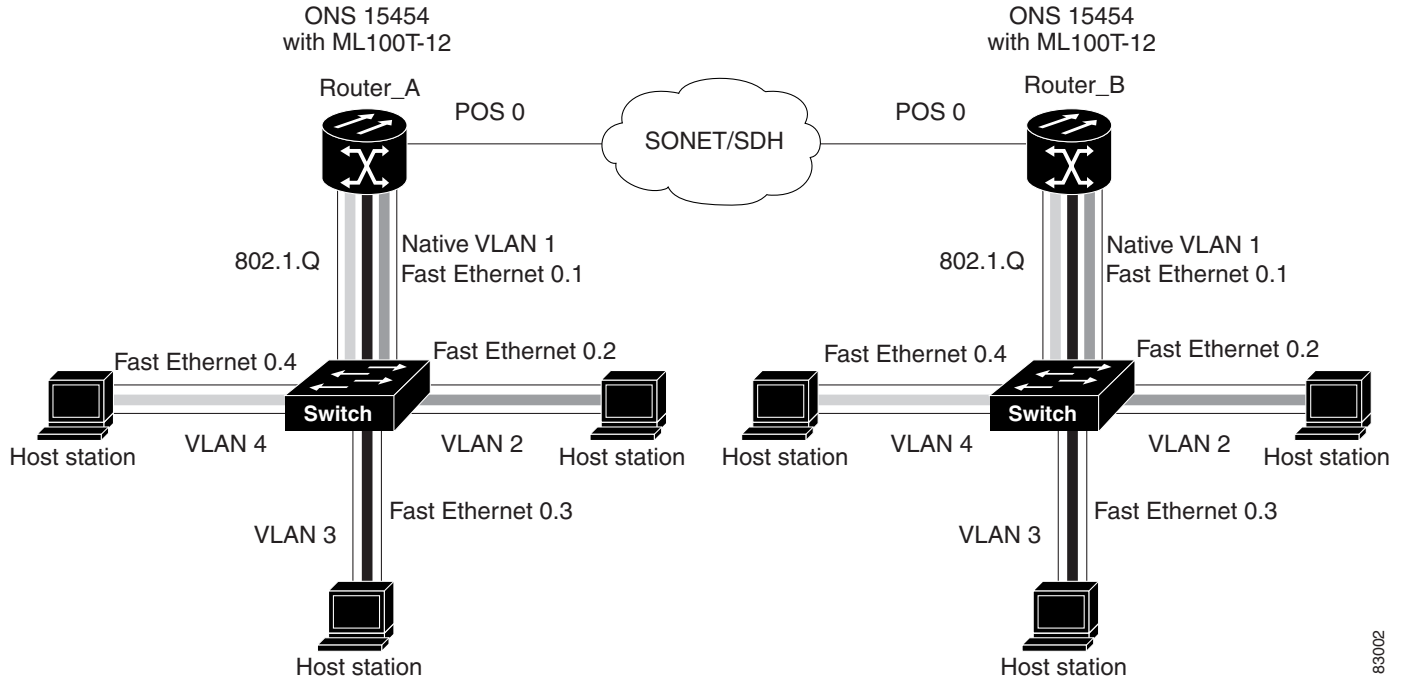 ONS 15454
with ML100T-12
Router_A
POS 0
SONET/SDH
POS 0
ONS 15454
with ML100T-12
Router_B
802.1.Q
Native VLAN 1
Fast Ethernet 0.1
802.1.Q
Native VLAN 1
Fast Ethernet 0.1
Fast Ethernet 0.4
Fast Ethernet 0.2
Fast Ethernet 0.4
Fast Ethernet 0.2
Switch
Switch
Host station
VLAN 4
VLAN 2
Host station
Host station
VLAN 4
VLAN 2
Host station
VLAN 3
Fast Ethernet 0.3
VLAN 3
Fast Ethernet 0.3
Host station
Host station
83002